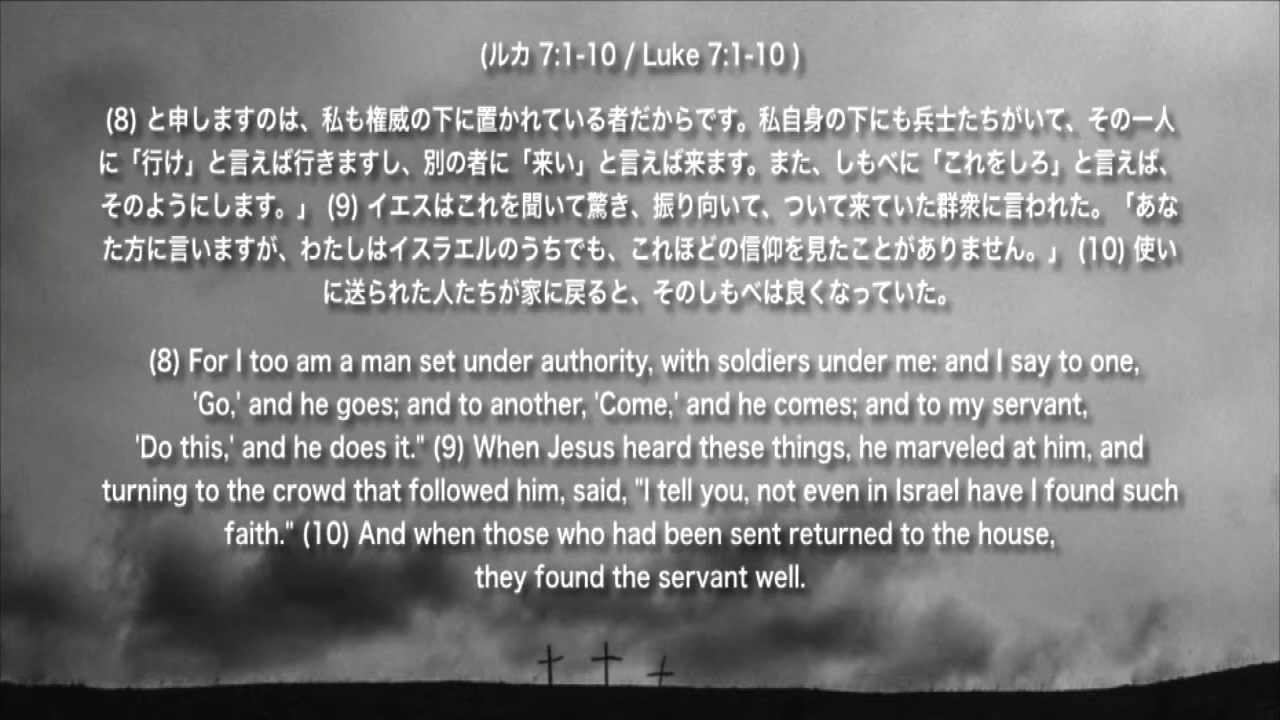 (ルカ 7:1-10 / Luke 7:1-10 )
(8) と申しますのは、私も権威の下に置かれている者だからです。私自身の下にも兵士たちがいて、その一人
に「行け」と言えば行きますし、別の者に「来い」と言えば来ます。また、しもべに「これをしろ」と言えば、
そのようにします。」 (9) イエスはこれを聞いて驚き、振り向いて、ついて来ていた群衆に言われた。「あな
た方に言いますが、わたしはイスラエルのうちでも、これほどの信仰を見たことがありません。」 (10) 使い
に送られた人たちが家に戻ると、そのしもべは良くなっていた。
(8) For I too am a man set under authority, with soldiers under me: and I say to one,
'Go,' and he goes; and to another, 'Come,' and he comes; and to my servant,
'Do this,' and he does it." (9) When Jesus heard these things, he marveled at him, and
turning to the crowd that followed him, said, "I tell you, not even in Israel have I found such
faith." (10) And when those who had been sent returned to the house,
they found the servant well.